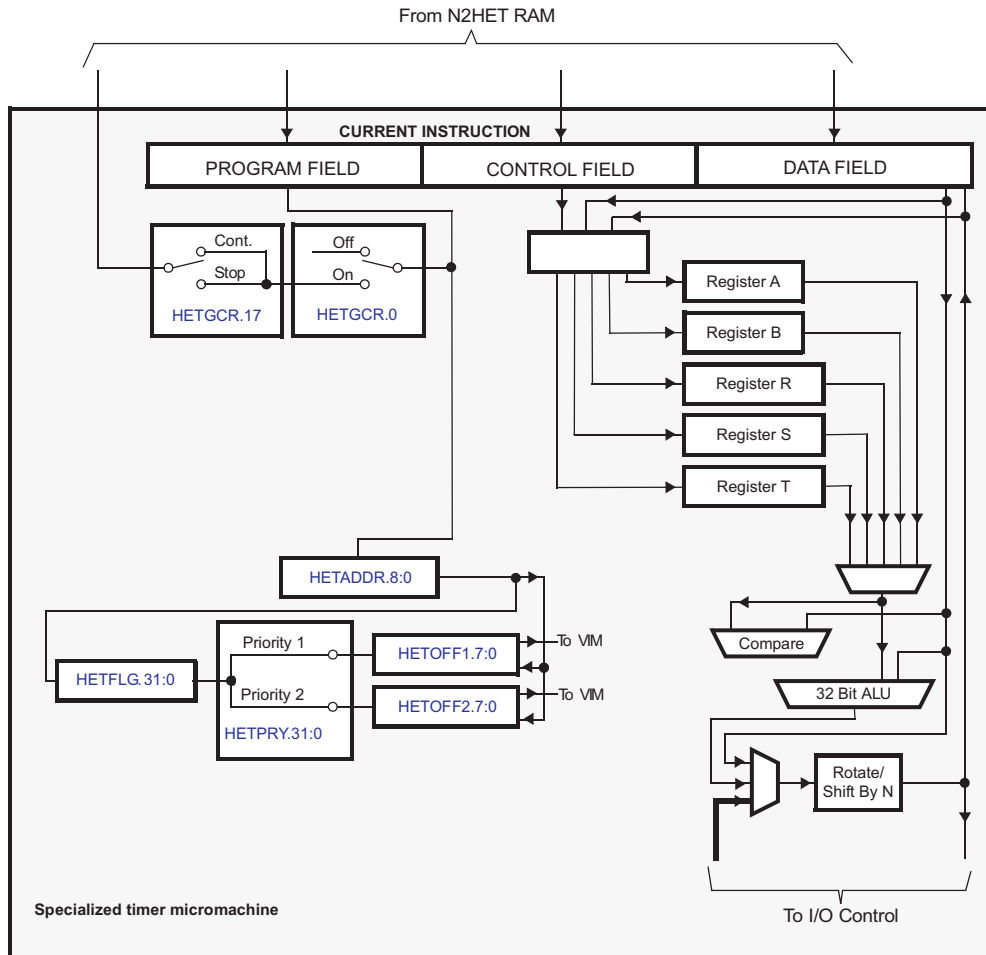 From N2HET RAM
CURRENT INSTRUCTION
PROGRAM FIELD
CONTROL FIELD
DATA FIELD
Cont.
Stop
HETGCR.17
Off
On
HETGCR.0
Register A
Register B
Register R
Register S
Register T
HETADDR.8:0
HETFLG.31:0
Priority 1
Priority 2
HETPRY.31:0
HETOFF1.7:0
To VIM
HETOFF2.7:0
To VIM
Compare
32 Bit ALU
Rotate/
Shift By N
Specialized timer micromachine
To I/O Control